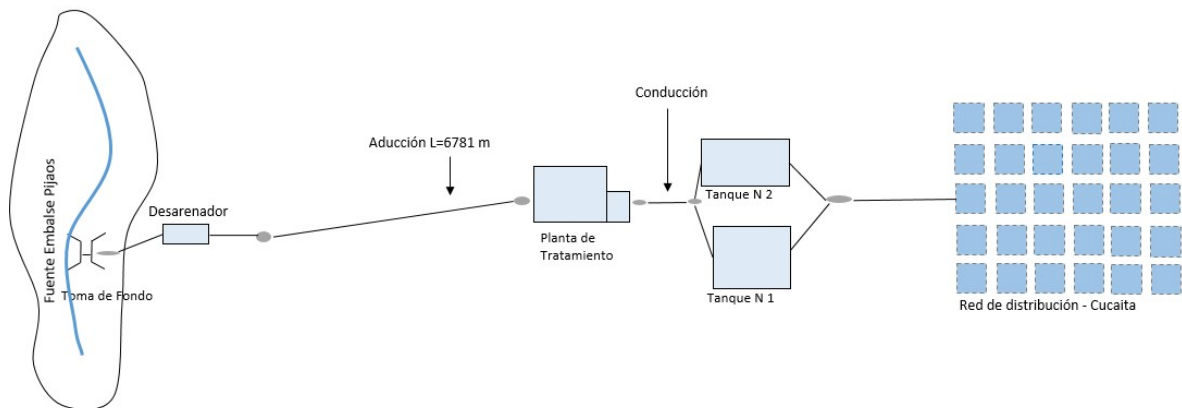 Fuente Embalse Pijaos
Toma de Fondo
Desarenador
Aducción L=6781 m
Planta de
Tratamiento
Conducción
Tanque N 2
Tanque N 1
Red de distribución - Cucaita